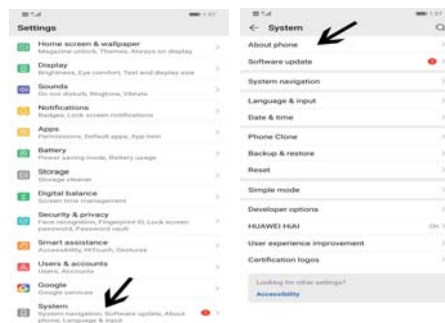 1:57
Settings
Home screen & wallpaper
Magazine unlock, Themes, Always on display
Display
Brightness, Eye comfort, Text and display size
Sounds
Do not disturb, Ringtone, Vibrate
Notifications
Badges, Lock screen notifications
Apps
Permissions, Default apps, App twin
Battery
Power saving mode, Battery usage
Storage
Storage cleaner
Digital balance
Screen time management
Security & privacy
Face recognition, Fingerprint ID, Lock screen
password, Password vault
Smart assistance
Accessibility, HiTouch, Gestures
Users & accounts
Users, Accounts
Google
Google services
System
System navigation, Software update, About
phone, Language & input
1:57
System
About phone
Software update
System navigation
Language & input
Date & time
Phone Clone
Backup & restore
Reset
Simple mode
Developer options
HUAWEI HiAI
On
User experience improvement
Certification logos
Looking for other settings?
Accessibility